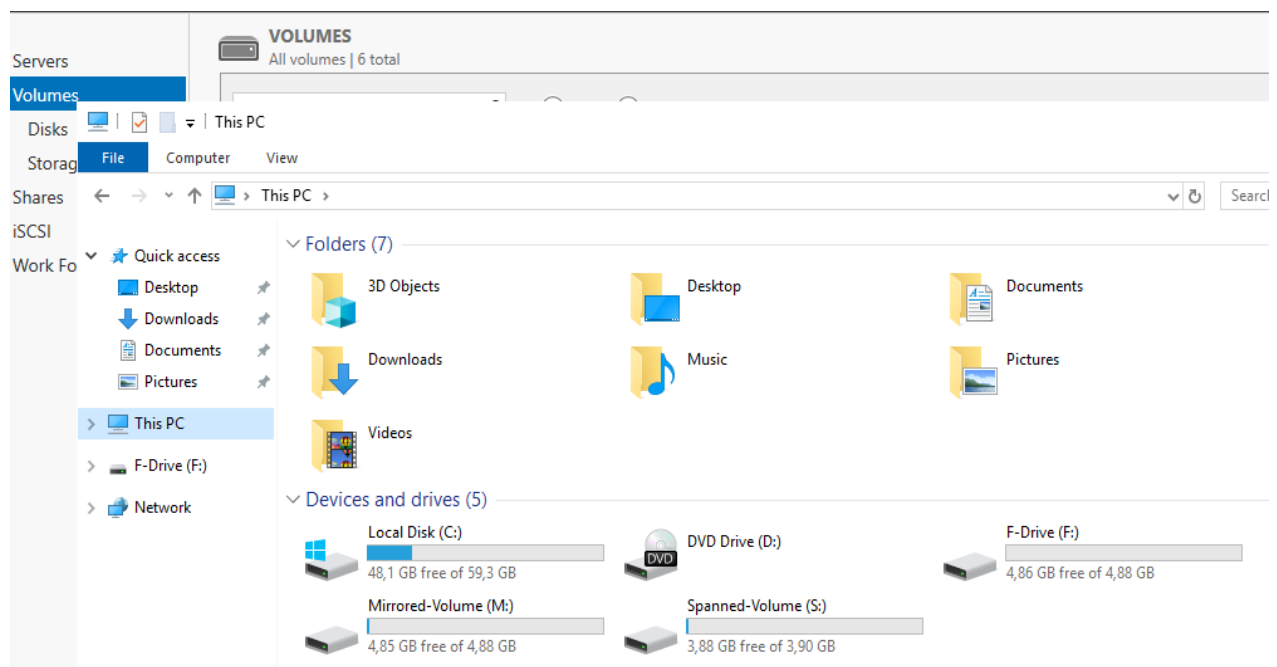 VOLUMES
All volumes | 6 total
Servers
Volumes
Disks
Storag
Shares
iSCSI
Work Fo
This PC
File Computer View
This PC
Search
Quick access
Desktop
Downloads
Documents
Pictures
This PC
F-Drive (F:)
Network
Folders (7)
3D Objects
Desktop
Documents
Downloads
Music
Pictures
Videos
Devices and drives (5)
Local Disk (C:)
48,1 GB free of 59,3 GB
DVD Drive (D:)
DVD
F-Drive (F:)
4,86 GB free of 4,88 GB
Mirrored-Volume (M:)
4,85 GB free of 4,88 GB
Spanned-Volume (S:)
3,88 GB free of 3,90 GB